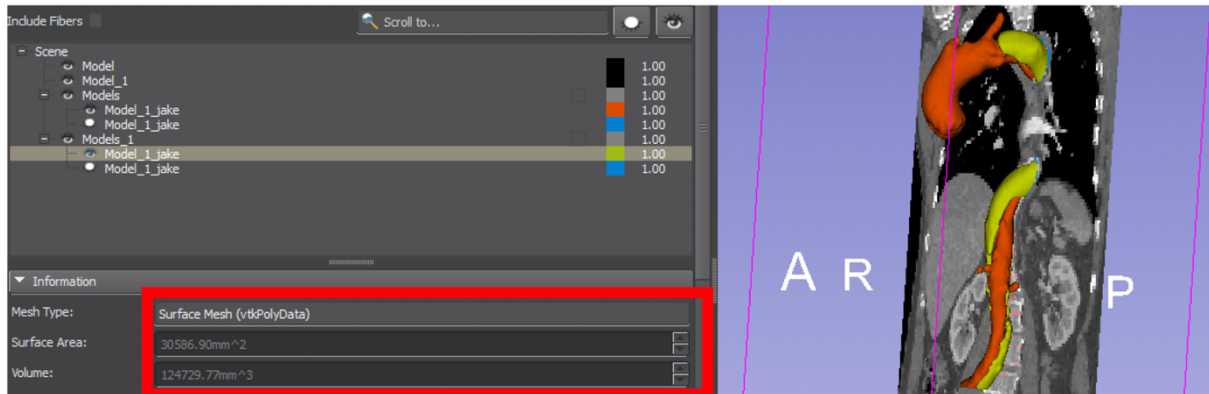 Include Fibers
Scroll to...
Scene
Model 1.00
Model_1 1.00
Models 1.00
Model_1_jake 1.00
Model_1_jake 1.00
Models_1 1.00
Model_1_jake 1.00
Model_1_jake 1.00
Information
Mesh Type: Surface Mesh (vtkPolyData)
Surface Area: 30586.90mm^2
Volume: 124729.77mm^3
A R P